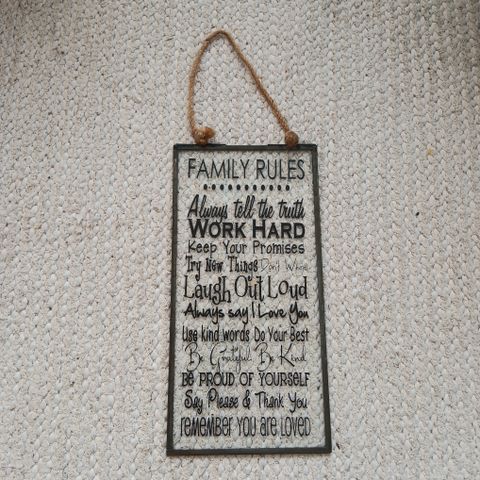 FAMILY RULES
Always tell the truth
WORK HARD
Keep Your Promises
Try New Things Don't Whine
Laugh Out Loud
Always say I Love You
Use kind words Do Your Best
Be Grateful Be Kind
BE PROUD OF YOURSELF
Say Please & Thank You
remember you are loved